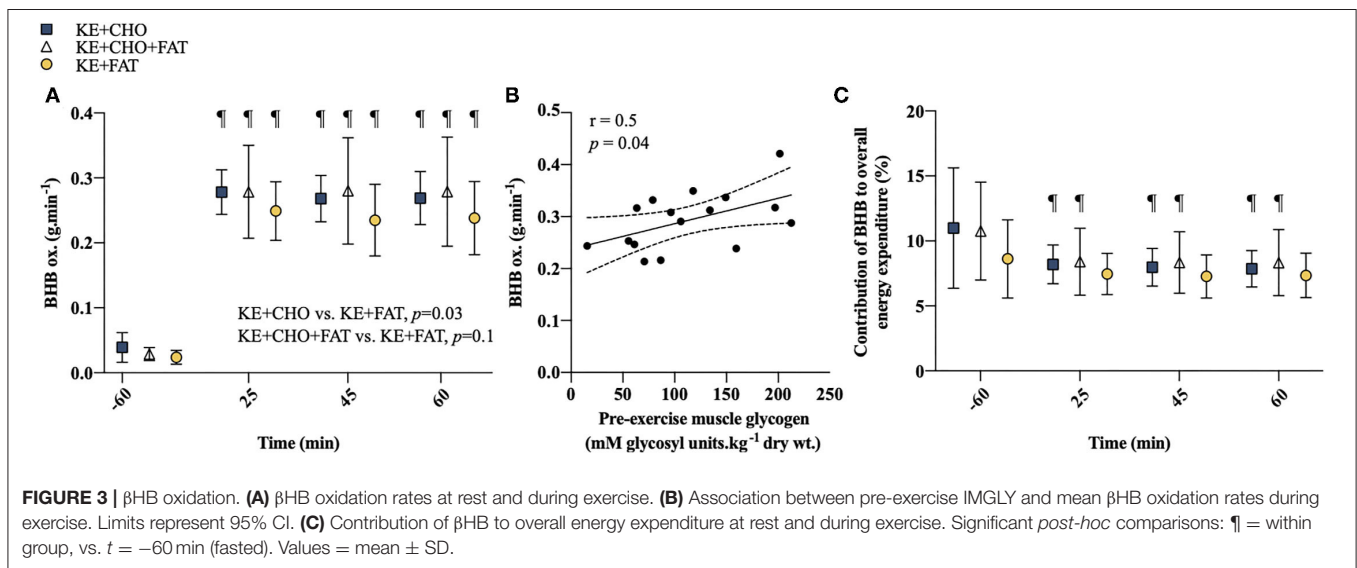 KE+CHO
KE+CHO+FAT
KE+FAT
A
0.4
0.3
0.2
0.1
0.0
BHB ox. (g.min⁻¹)
¶ ¶ ¶ ¶ ¶ ¶ ¶ ¶ ¶
KE+CHO vs. KE+FAT, p=0.03
KE+CHO+FAT vs. KE+FAT, p=0.1
-60 25 45 60
Time (min)
B
0.5
0.4
0.3
0.2
0.1
0.0
BHB ox. (g.min⁻¹)
r = 0.5
p = 0.04
0 50 100 150 200 250
Pre-exercise muscle glycogen
(mM glycosyl units.kg⁻¹ dry wt.)
C
20
15
10
5
0
Contribution of BHB to overall
energy expenditure (%)
¶ ¶ ¶ ¶ ¶ ¶
-60 25 45 60
Time (min)
FIGURE 3 | βHB oxidation. (A) βHB oxidation rates at rest and during exercise. (B) Association between pre-exercise IMGLY and mean βHB oxidation rates during
exercise. Limits represent 95% CI. (C) Contribution of βHB to overall energy expenditure at rest and during exercise. Significant post-hoc comparisons: ¶ = within
group, vs. t = −60 min (fasted). Values = mean ± SD.